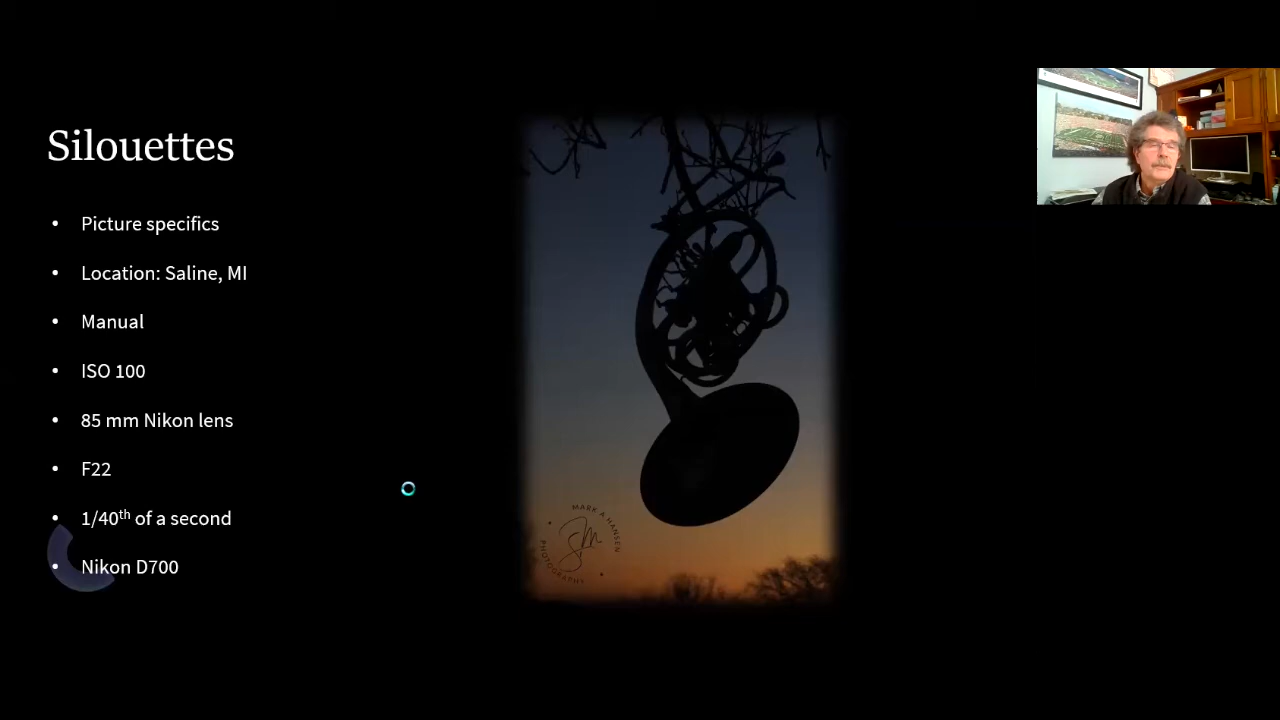 Silouettes
• Picture specifics
• Location: Saline, MI
• Manual
• ISO 100
• 85 mm Nikon lens
• F22
• 1/40th of a second
• Nikon D700
MARK A HANSEN
PHOTOGRAPHY